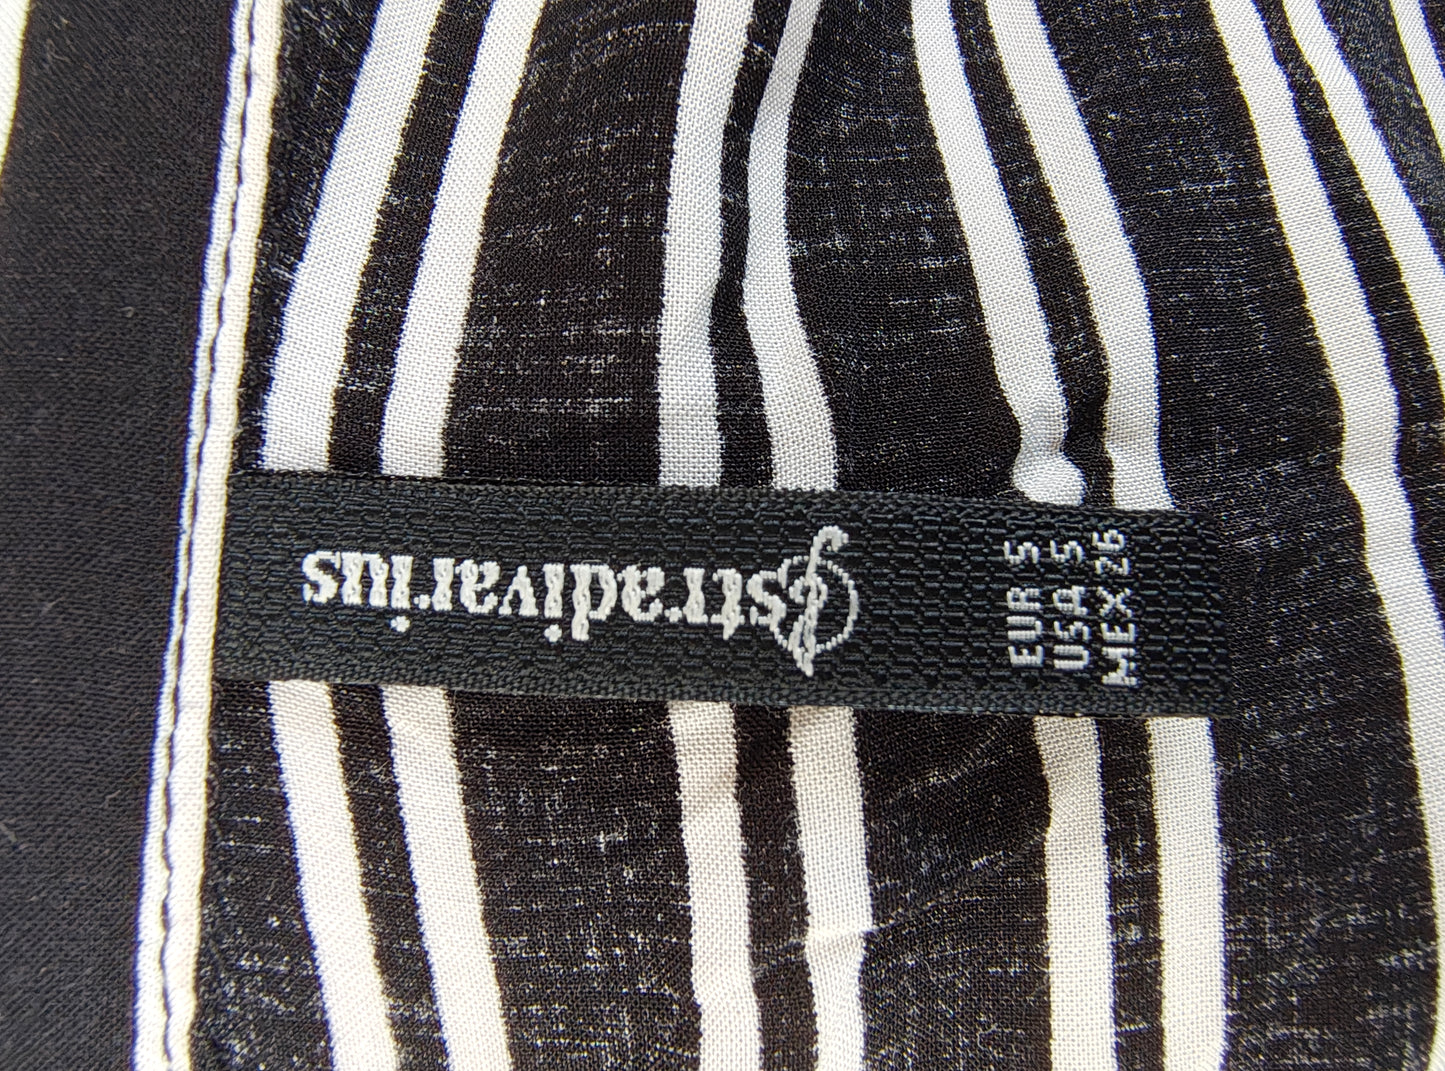 Stradivarius
EUR S
USA S
MEX 26